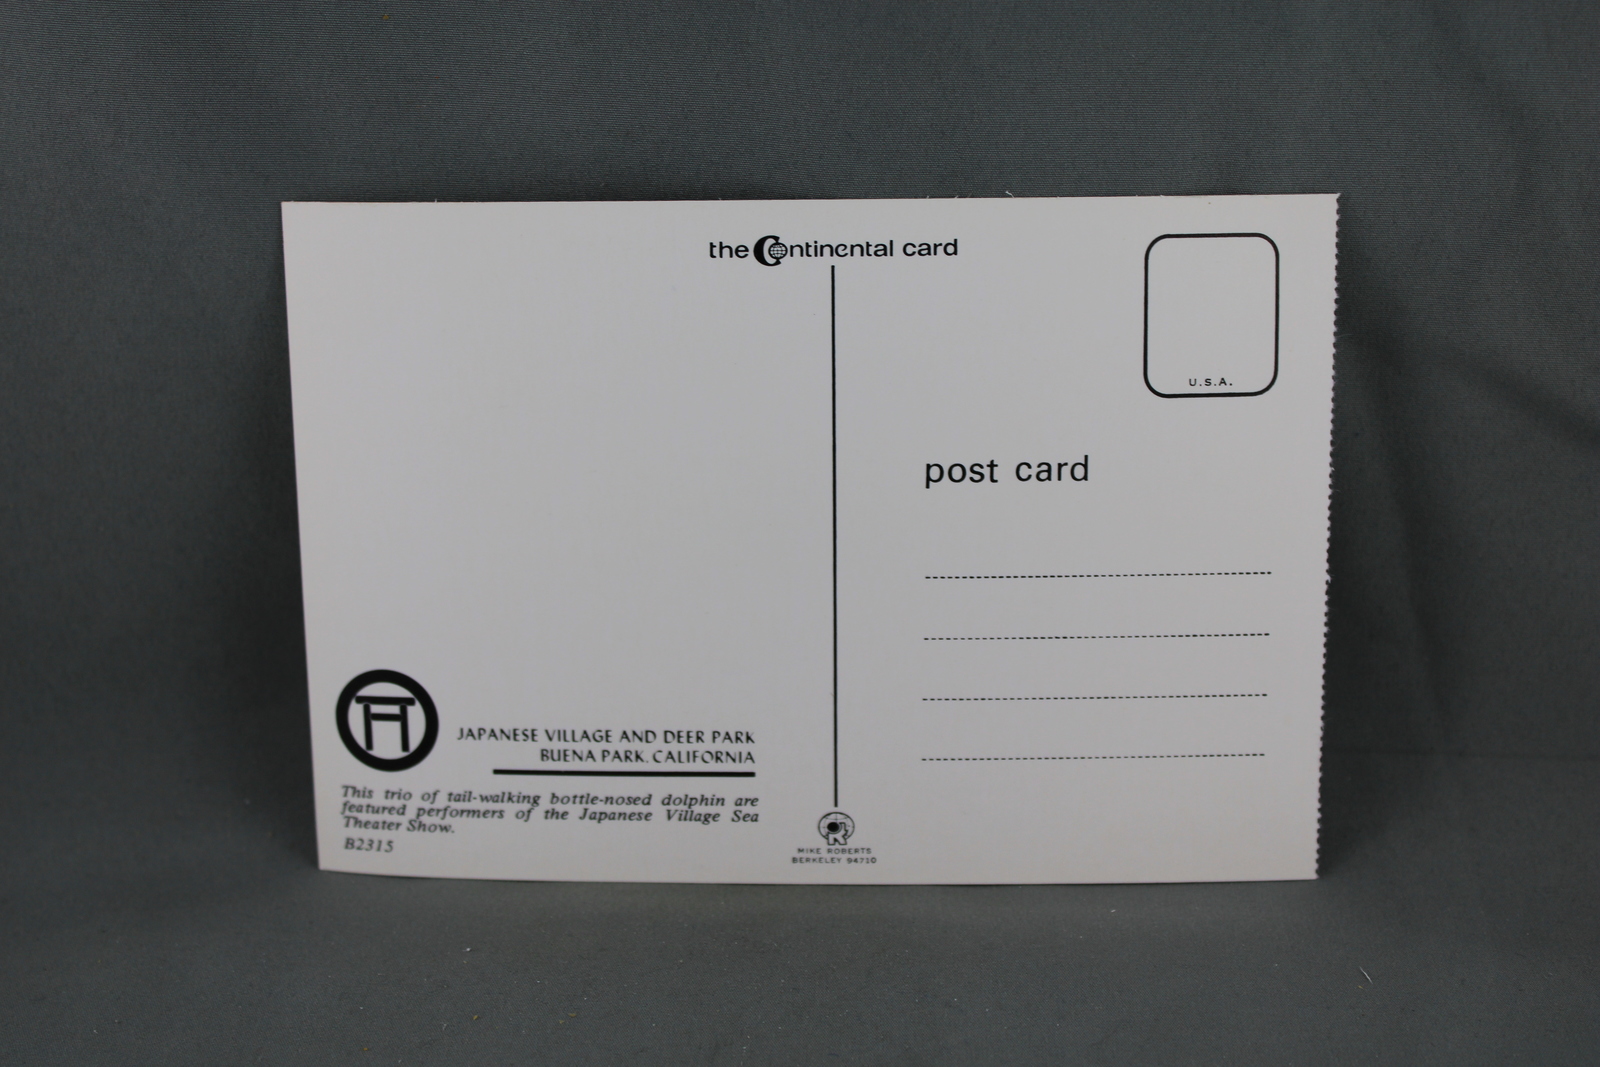 the Continental card
U.S.A.
post card
JAPANESE VILLAGE AND DEER PARK
BUENA PARK, CALIFORNIA
This trio of tail-walking bottle-nosed dolphin are
featured performers of the Japanese Village Sea
Theater Show.
B2315
MIKE ROBERTS
BERKELEY 94710